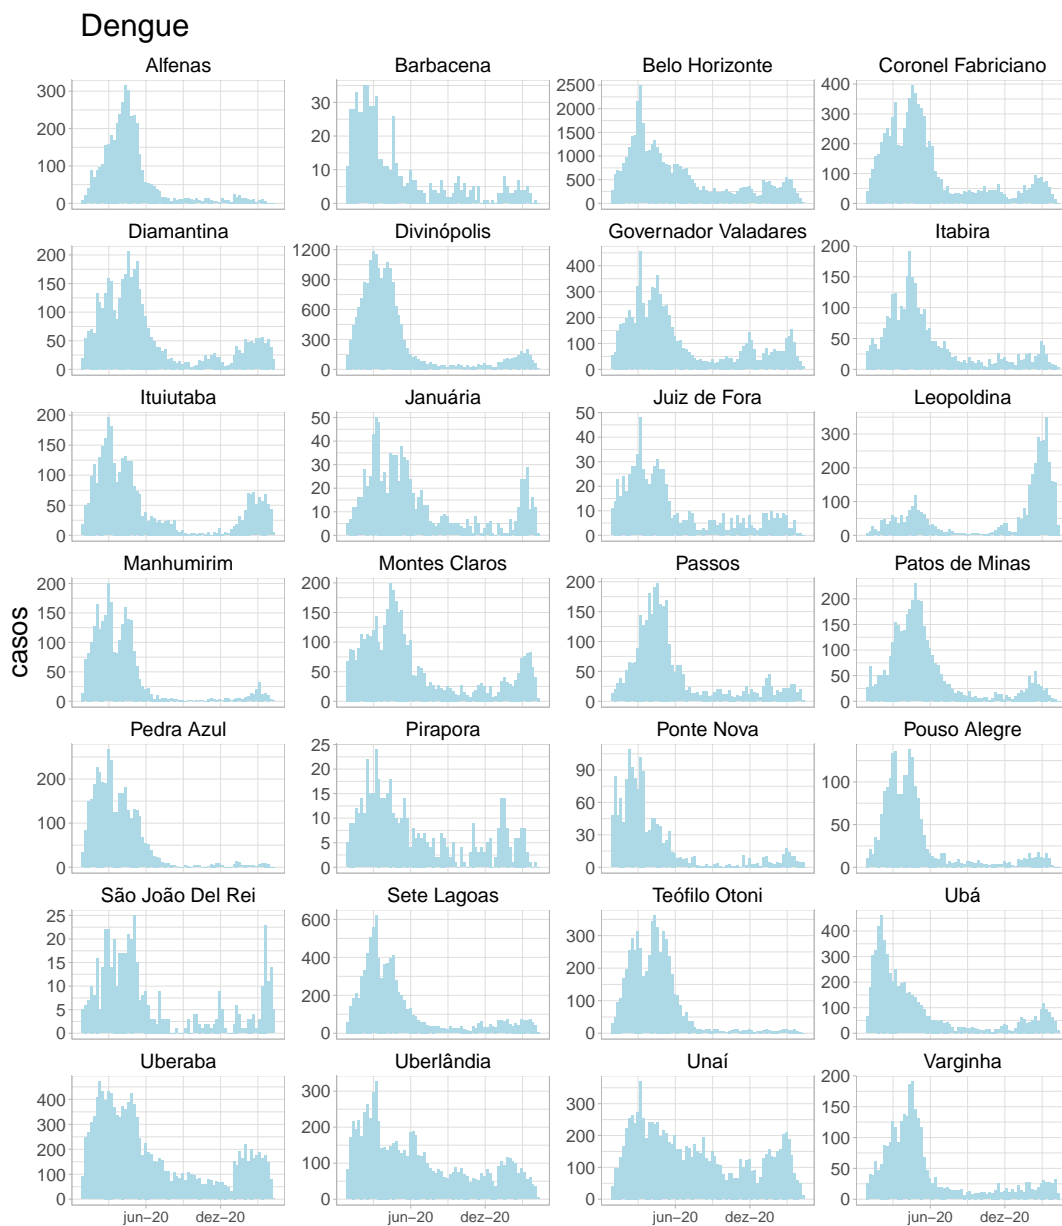 Dengue
Alfenas Barbacena Belo Horizonte Coronel Fabriciano
300 200 100 0
30 20 10 0
2500 2000 1500 1000 500 0
400 300 200 100 0
Diamantina Divinópolis Governador Valadares Itabira
200 150 100 50 0
1200 900 600 300 0
400 300 200 100 0
200 150 100 50 0
Ituiutaba Januária Juiz de Fora Leopoldina
200 150 100 50 0
50 40 30 20 10 0
50 40 30 20 10 0
300 200 100 0
Manhumirim Montes Claros Passos Patos de Minas
200 150 100 50 0
200 150 100 50 0
200 150 100 50 0
200 150 100 50 0
casos
Pedra Azul Pirapora Ponte Nova Pouso Alegre
200 100 0
25 20 15 10 5 0
90 60 30 0
100 50 0
São João Del Rei Sete Lagoas Teófilo Otoni Ubá
25 20 15 10 5 0
600 400 200 0
300 200 100 0
400 300 200 100 0
Uberaba Uberlândia Unaí Varginha
400 300 200 100 0
300 200 100 0
300 200 100 0
200 150 100 50 0
jun–20 dez–20 jun–20 dez–20 jun–20 dez–20 jun–20 dez–20